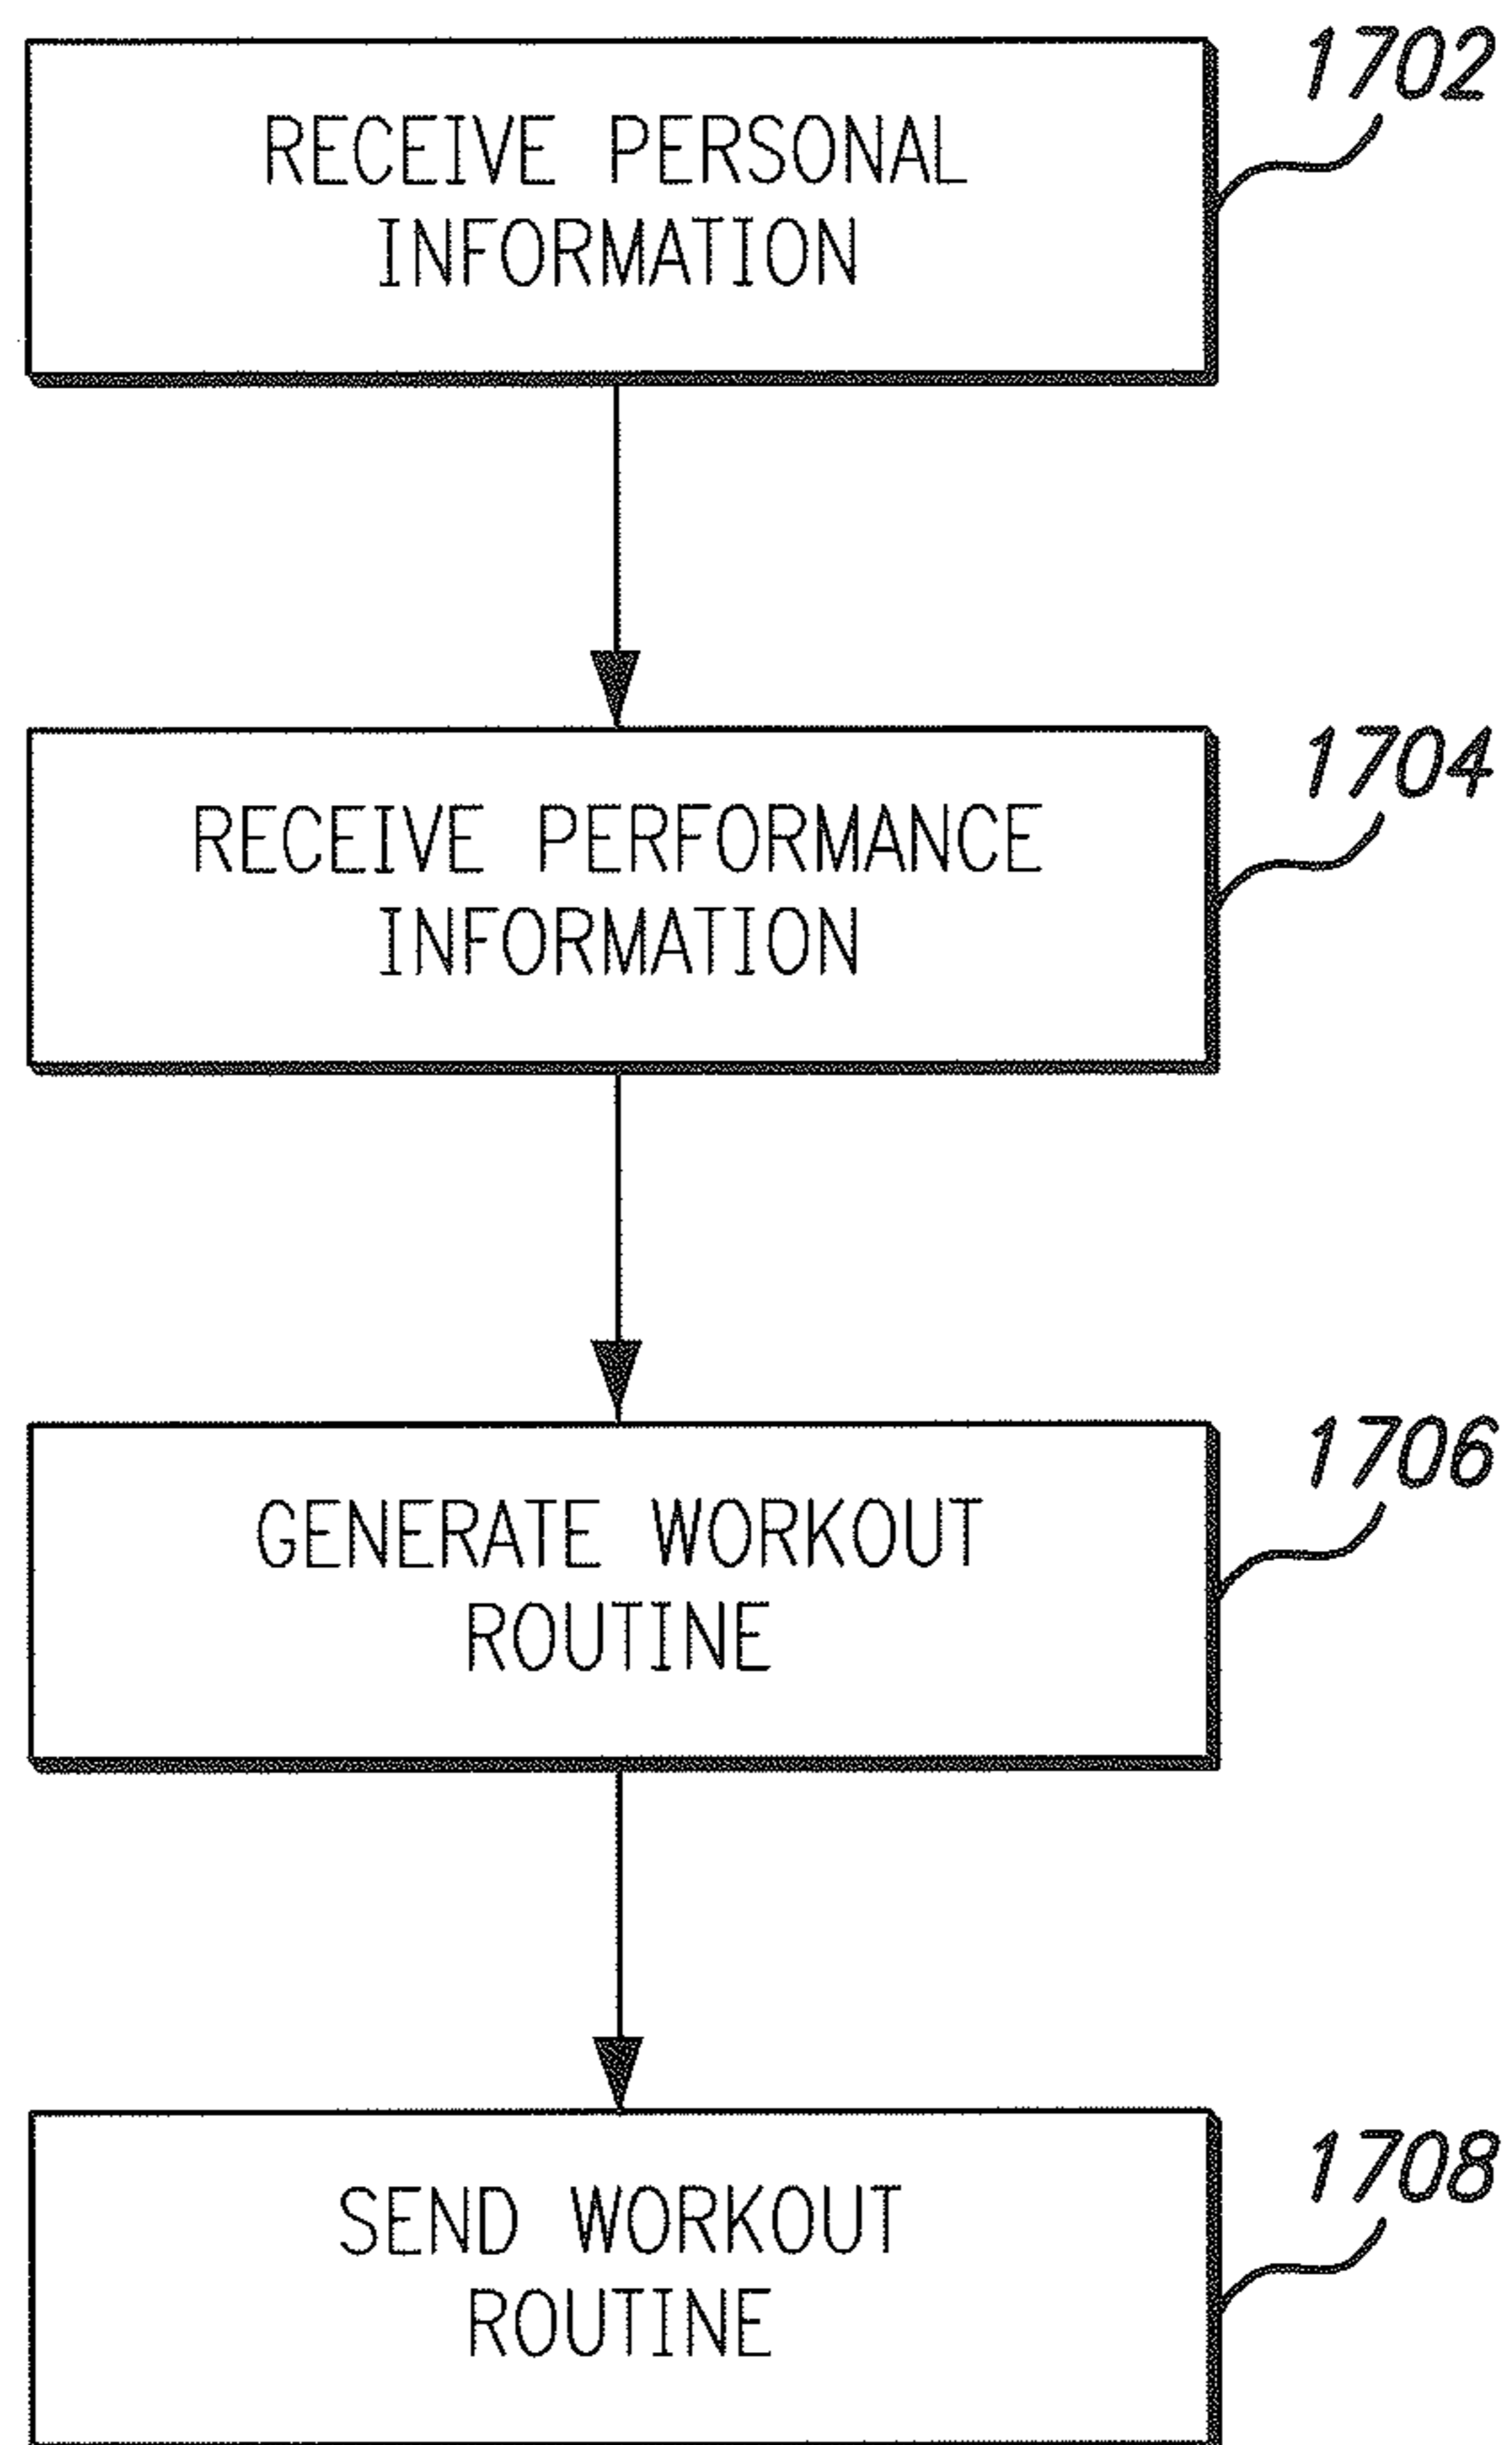 1702
RECEIVE PERSONAL
INFORMATION
1704
RECEIVE PERFORMANCE
INFORMATION
1706
GENERATE WORKOUT
ROUTINE
1708
SEND WORKOUT
ROUTINE